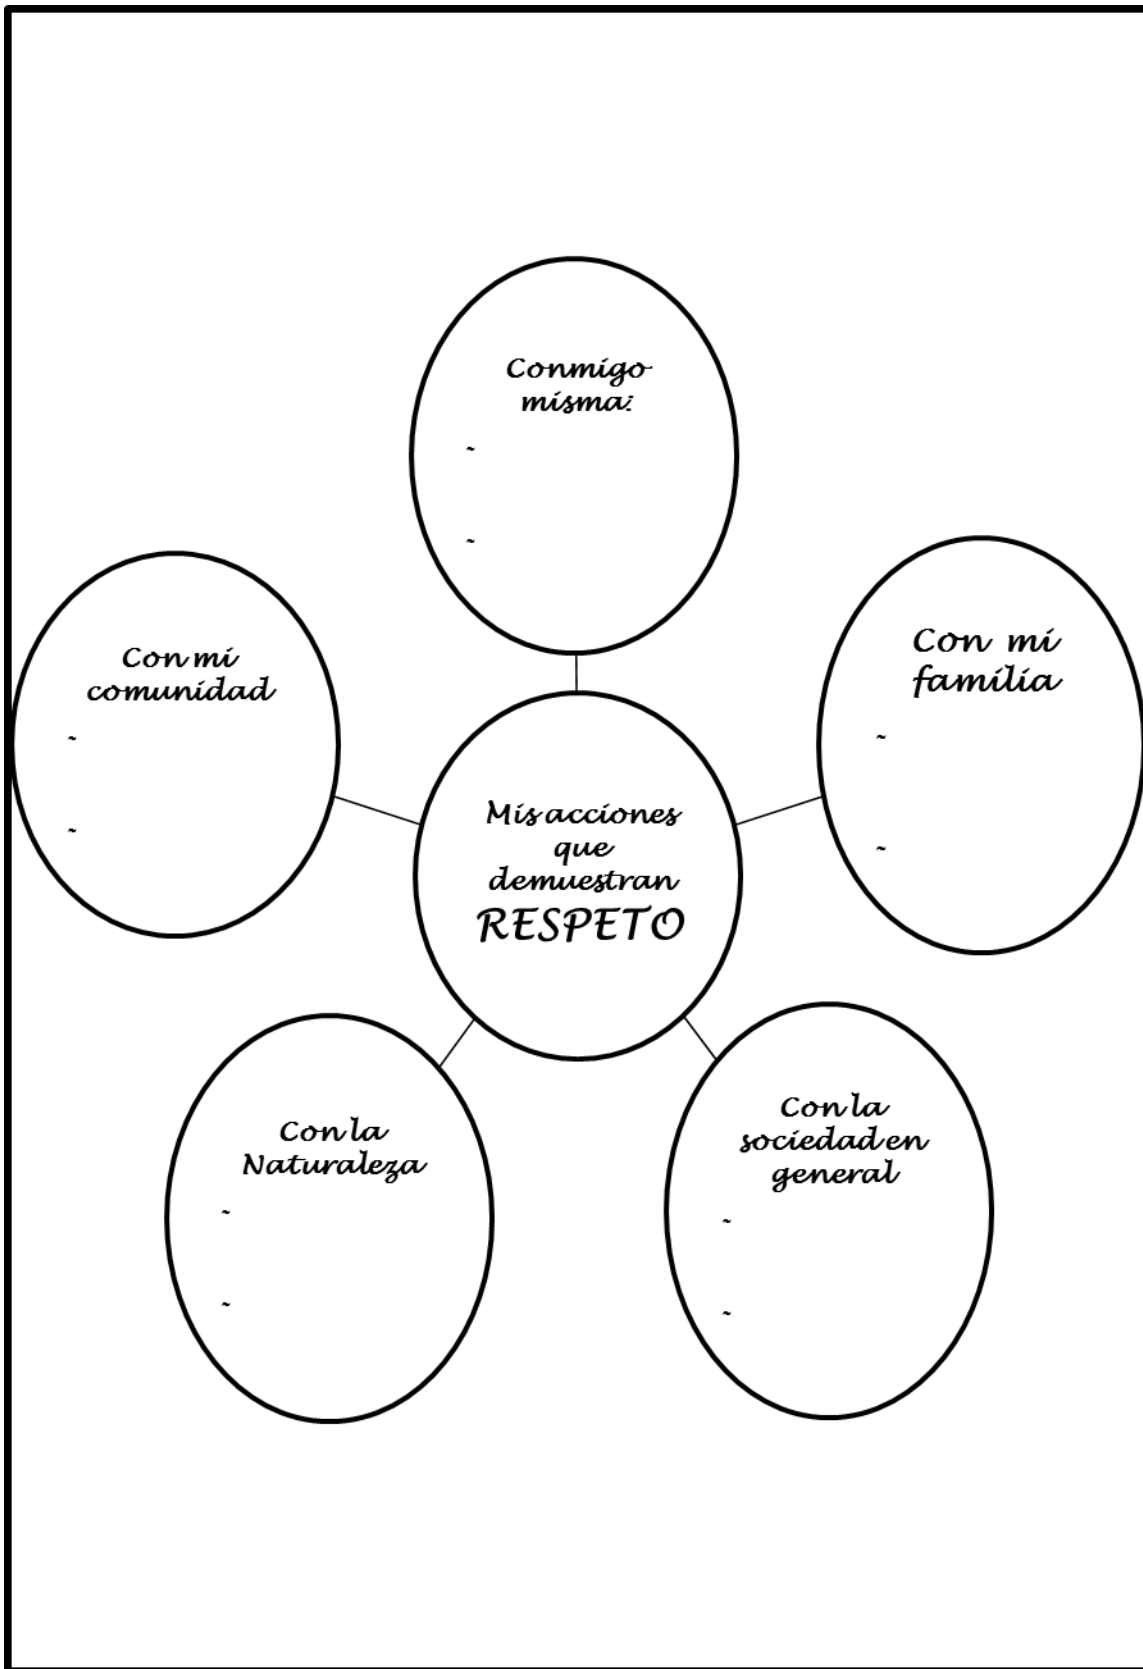 Conmigo
misma:
~
~
Con mi
familia
~
~
Con mi
comunidad
~
~
Mis acciones
que
demuestran
RESPETO
Con la
Naturaleza
~
~
Con la
sociedad en
general
~
~